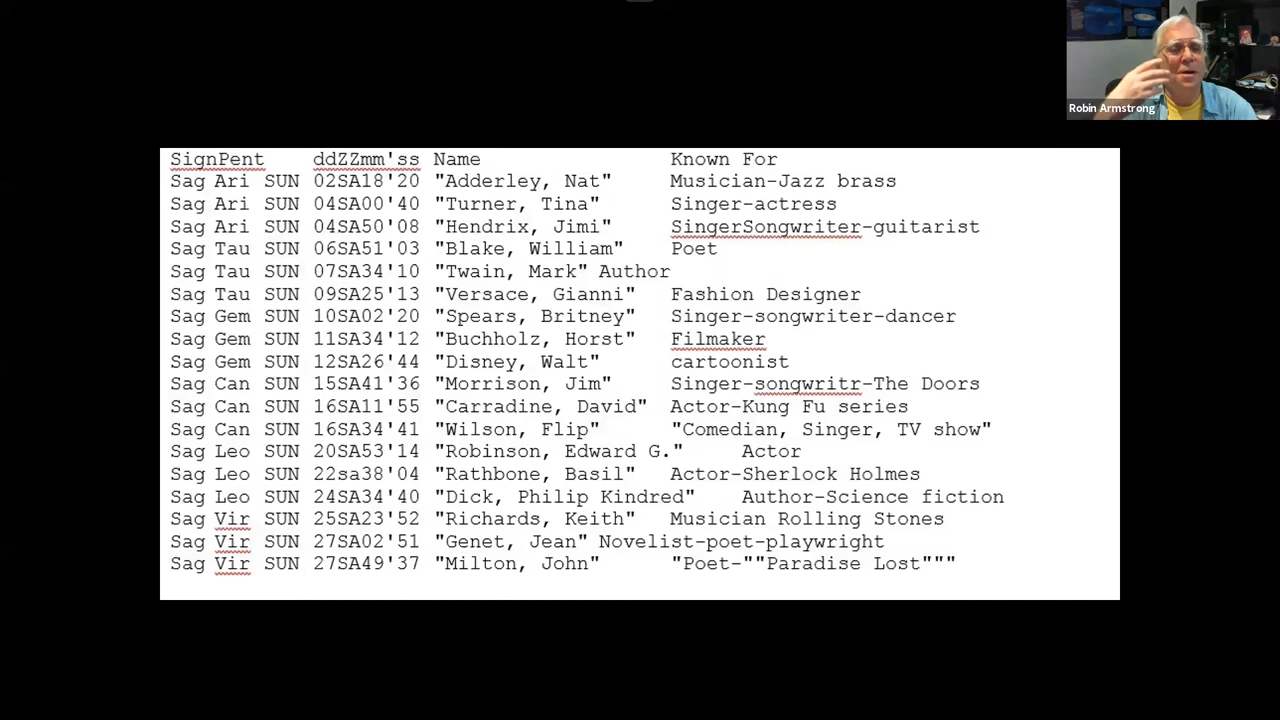 Robin Armstrong
SignPent ddZZmm'ss Name Known For
Sag Ari SUN 02SA18'20 "Adderley, Nat" Musician-Jazz brass
Sag Ari SUN 04SA00'40 "Turner, Tina" Singer-actress
Sag Ari SUN 04SA50'08 "Hendrix, Jimi" SingerSongwriter-guitarist
Sag Tau SUN 06SA51'03 "Blake, William" Poet
Sag Tau SUN 07SA34'10 "Twain, Mark" Author
Sag Tau SUN 09SA25'13 "Versace, Gianni" Fashion Designer
Sag Gem SUN 10SA02'20 "Spears, Britney" Singer-songwriter-dancer
Sag Gem SUN 11SA34'12 "Buchholz, Horst" Filmaker
Sag Gem SUN 12SA26'44 "Disney, Walt" cartoonist
Sag Can SUN 15SA41'36 "Morrison, Jim" Singer-songwritr-The Doors
Sag Can SUN 16SA11'55 "Carradine, David" Actor-Kung Fu series
Sag Can SUN 16SA34'41 "Wilson, Flip" "Comedian, Singer, TV show"
Sag Leo SUN 20SA53'14 "Robinson, Edward G." Actor
Sag Leo SUN 22sa38'04 "Rathbone, Basil" Actor-Sherlock Holmes
Sag Leo SUN 24SA34'40 "Dick, Philip Kindred" Author-Science fiction
Sag Vir SUN 25SA23'52 "Richards, Keith" Musician Rolling Stones
Sag Vir SUN 27SA02'51 "Genet, Jean" Novelist-poet-playwright
Sag Vir SUN 27SA49'37 "Milton, John" "Poet-""Paradise Lost"""